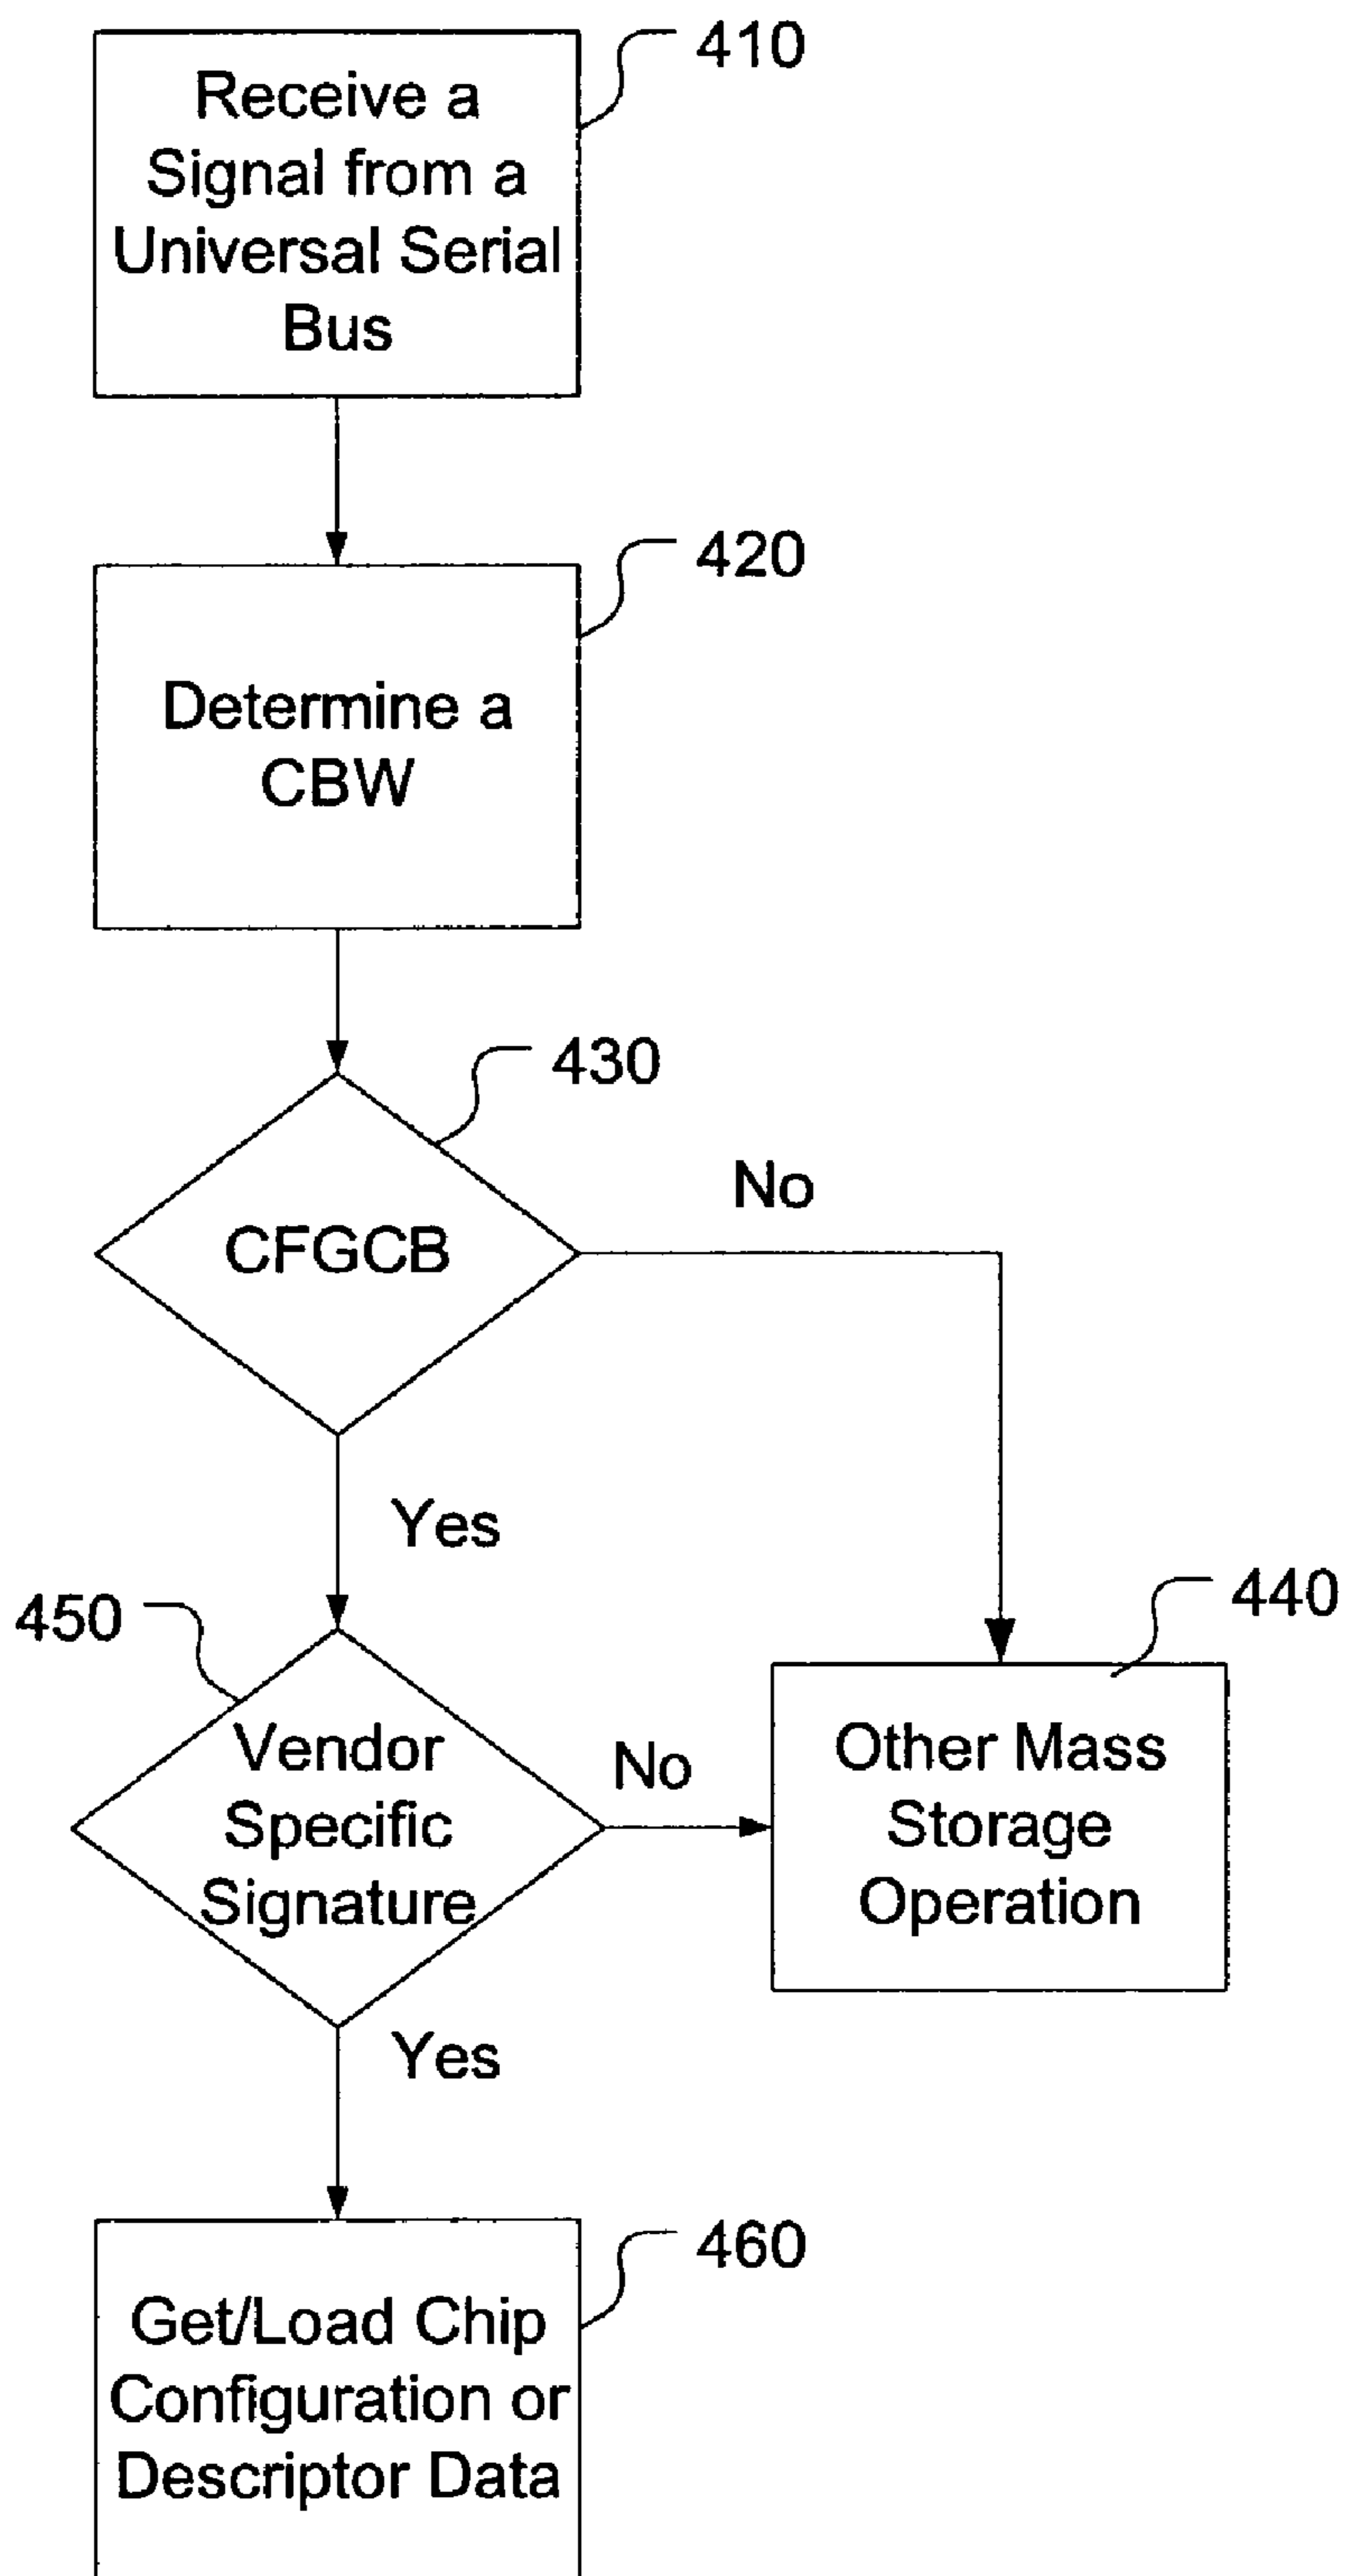 410
Receive a
Signal from a
Universal Serial
Bus
420
Determine a
CBW
430
CFGCB
No
Yes
450
440
Vendor
Specific
Signature
No
Other Mass
Storage
Operation
Yes
460
Get/Load Chip
Configuration or
Descriptor Data